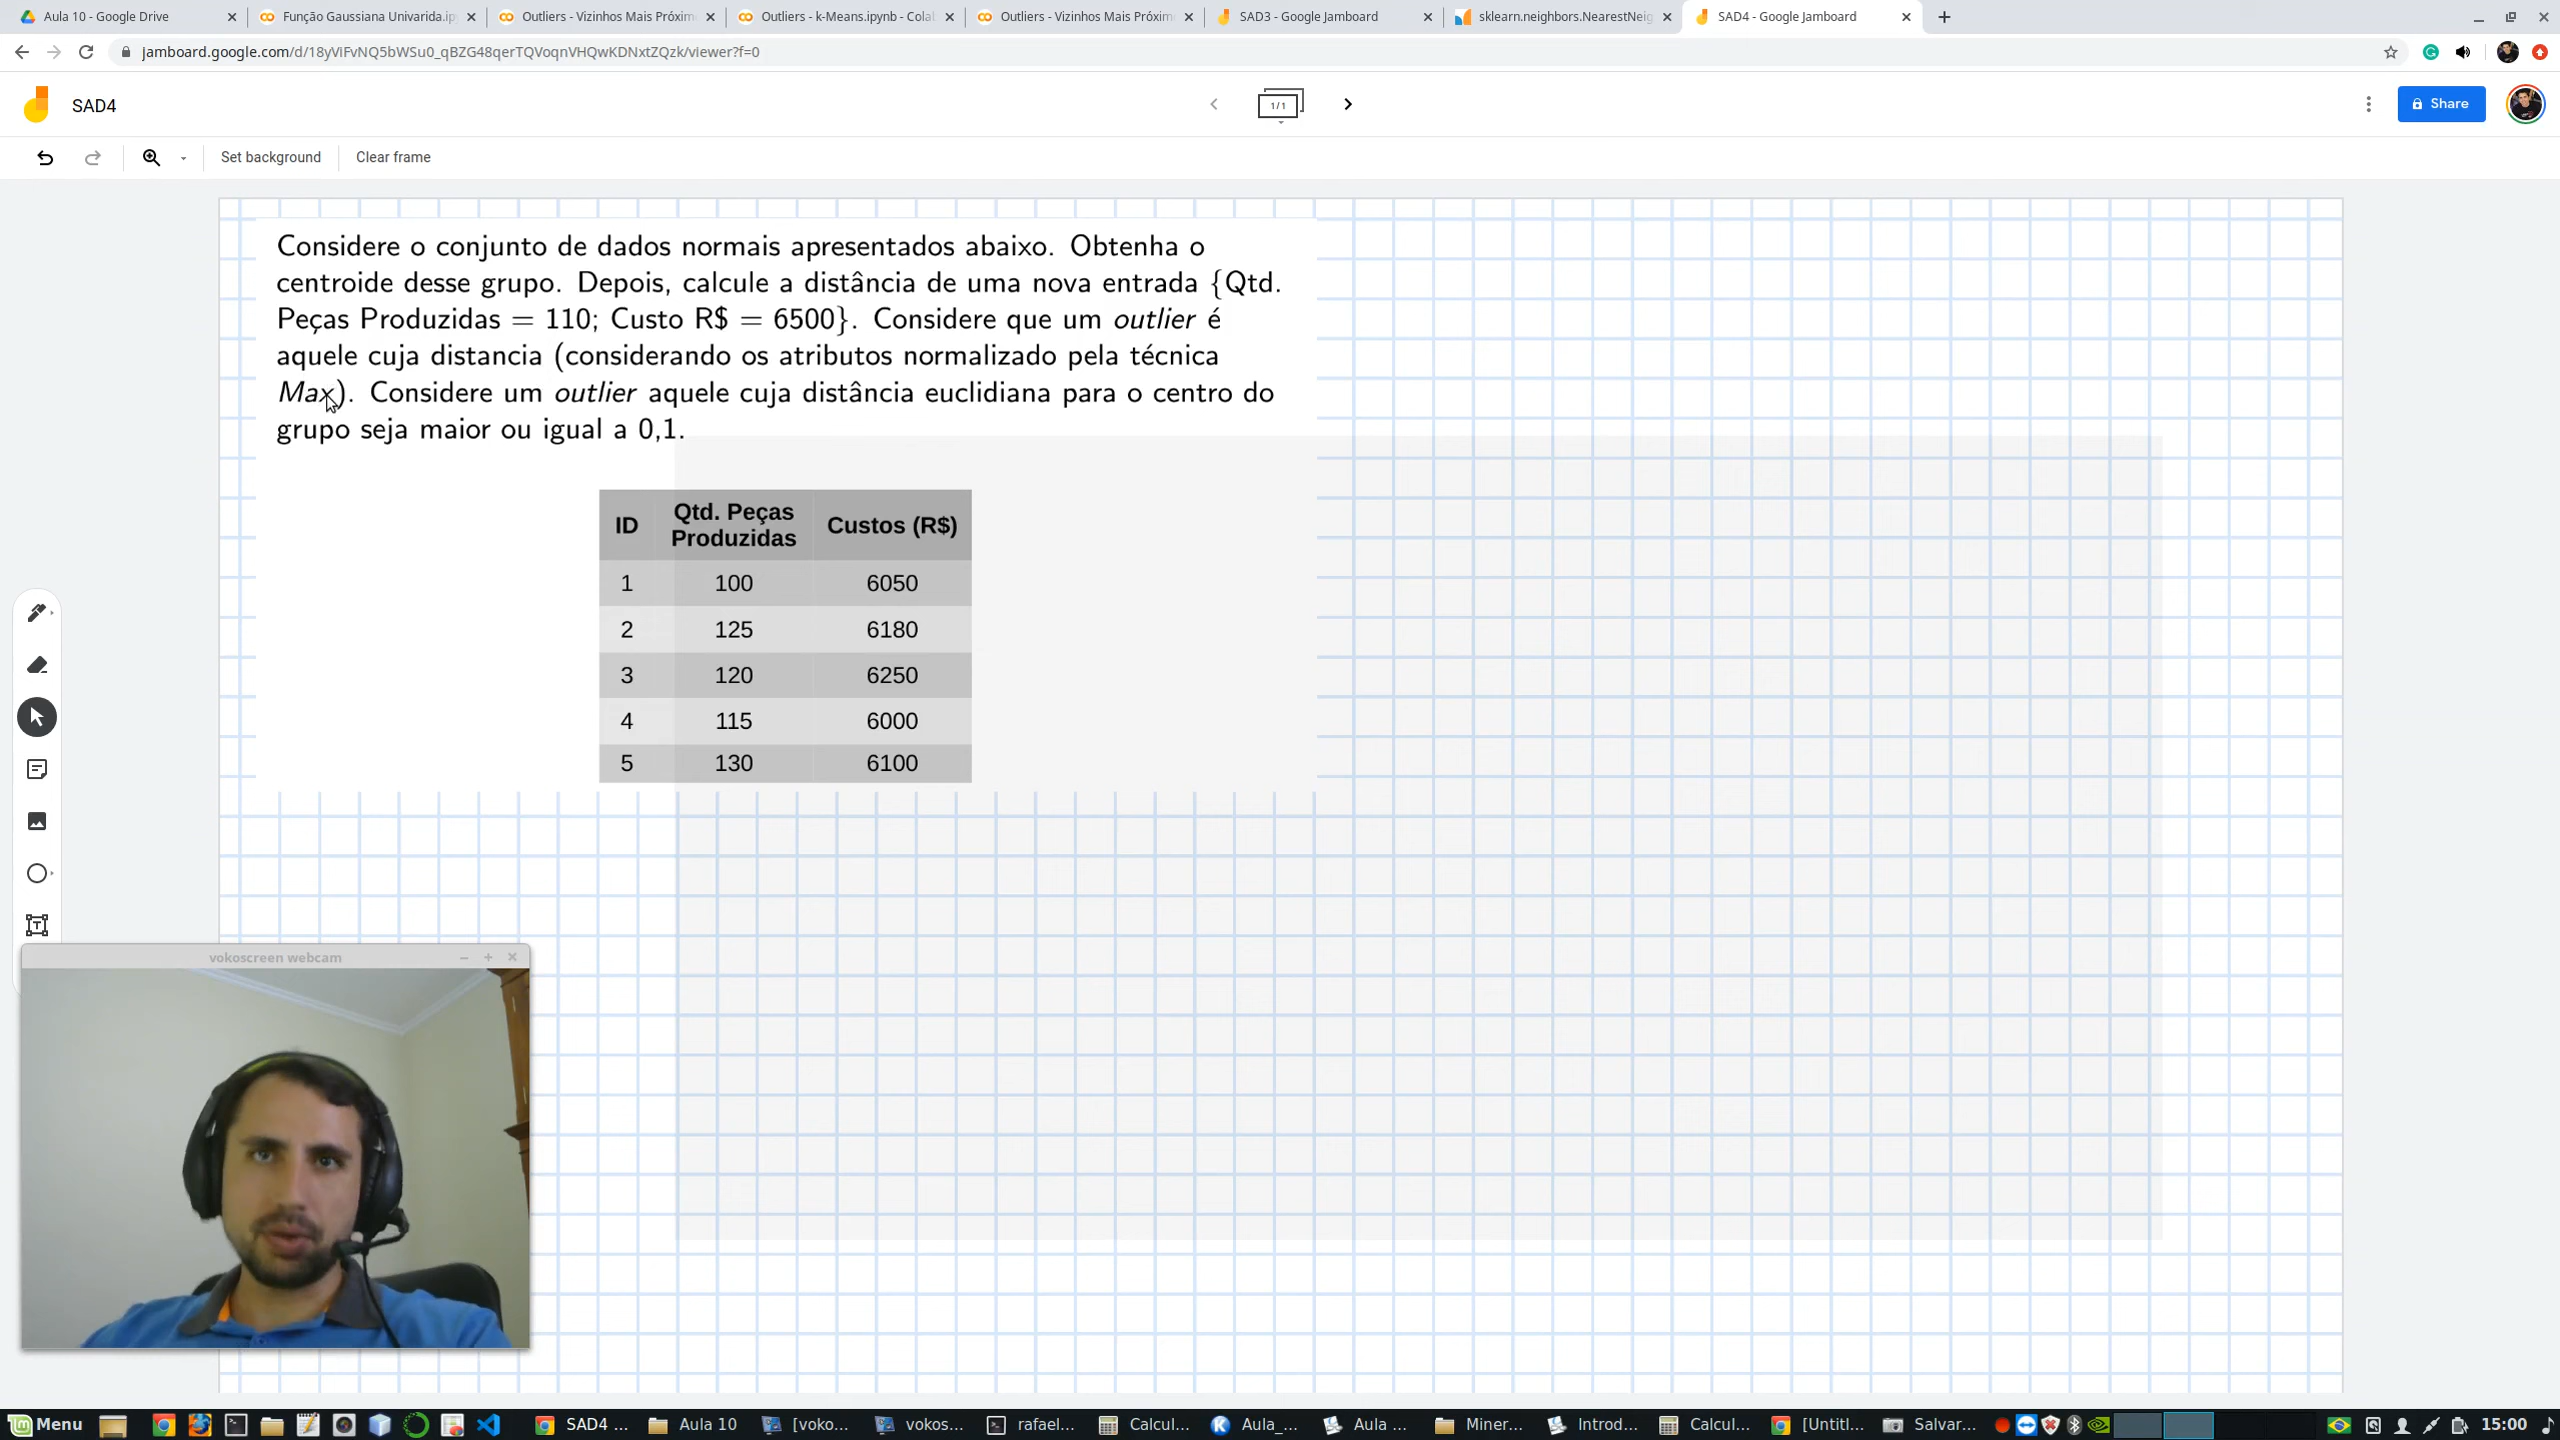 Aula 10 - Google Drive
Função Gaussiana Univarida.ip
Outliers - Vizinhos Mais Próxim
Outliers - k-Means.ipynb - Cola
Outliers - Vizinhos Mais Próxim
SAD3 - Google Jamboard
sklearn.neighbors.NearestNeig
SAD4 - Google Jamboard
jamboard.google.com/d/18yViFvNQ5bWSu0_qBZG48qerTQVoqnVHQwKDNxtZQzk/viewer?f=0
SAD4
1/1
Share
Set background
Clear frame
Considere o conjunto de dados normais apresentados abaixo. Obtenha o
centroide desse grupo. Depois, calcule a distância de uma nova entrada {Qtd.
Peças Produzidas = 110; Custo R$ = 6500}. Considere que um outlier é
aquele cuja distancia (considerando os atributos normalizado pela técnica
Max). Considere um outlier aquele cuja distância euclidiana para o centro do
grupo seja maior ou igual a 0,1.
ID Qtd. Peças Produzidas Custos (R$)
1 100 6050
2 125 6180
3 120 6250
4 115 6000
5 130 6100
vokoscreen webcam
Menu
SAD4 ...
Aula 10
[voko...
vokos...
rafael...
Calcul...
Aula_...
Aula ...
Miner...
Introd...
Calcul...
[Untitl...
Salvar...
15:00